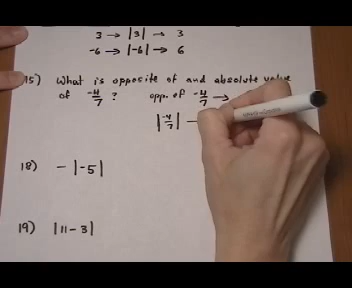 3 → |3| → 3
-6 → |-6| → 6
15) What is opposite of and absolute value
of -4/7 ? opp. of -4/7 →
|-4/7| –
18) - |-5|
19) |11-3|